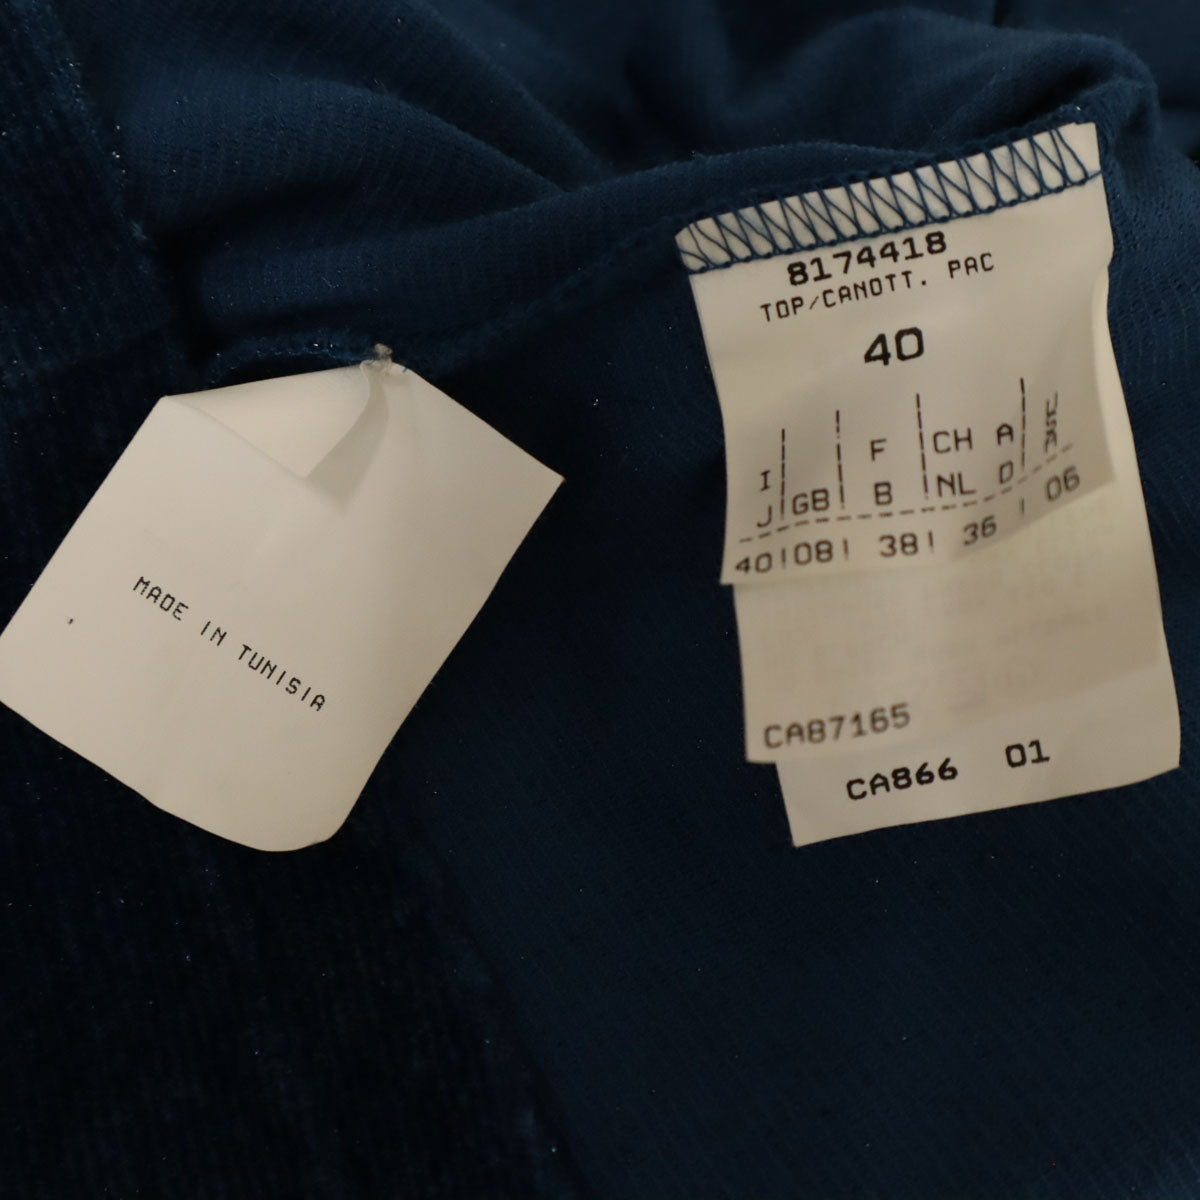 MADE IN TUNISIA
8174418
TOP/CANOTT. PAC
40
F CH A
I GB B NL D
J
40 08 38 36 06
CA87165
CA866 01